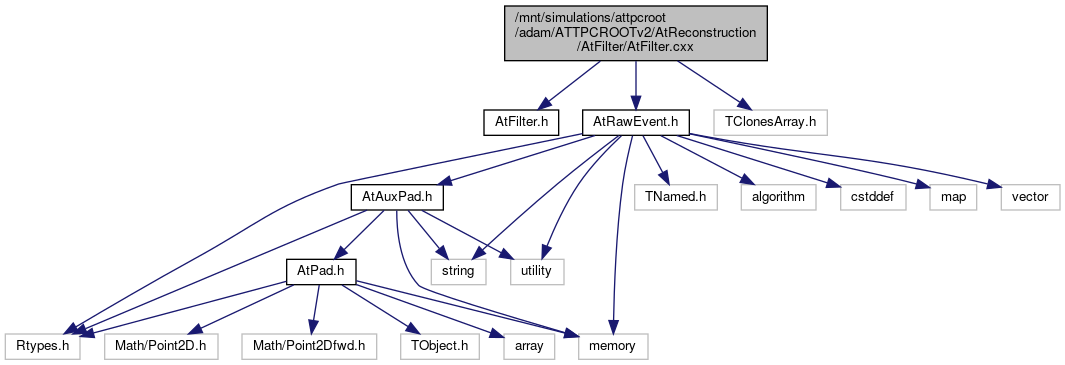 /mnt/simulations/attpcroot
/adam/ATTPCROOTv2/AtReconstruction
/AtFilter/AtFilter.cxx
AtFilter.h
AtRawEvent.h
TClonesArray.h
AtAuxPad.h
TNamed.h
algorithm
cstddef
map
vector
AtPad.h
string
utility
Rtypes.h
Math/Point2D.h
Math/Point2Dfwd.h
TObject.h
array
memory